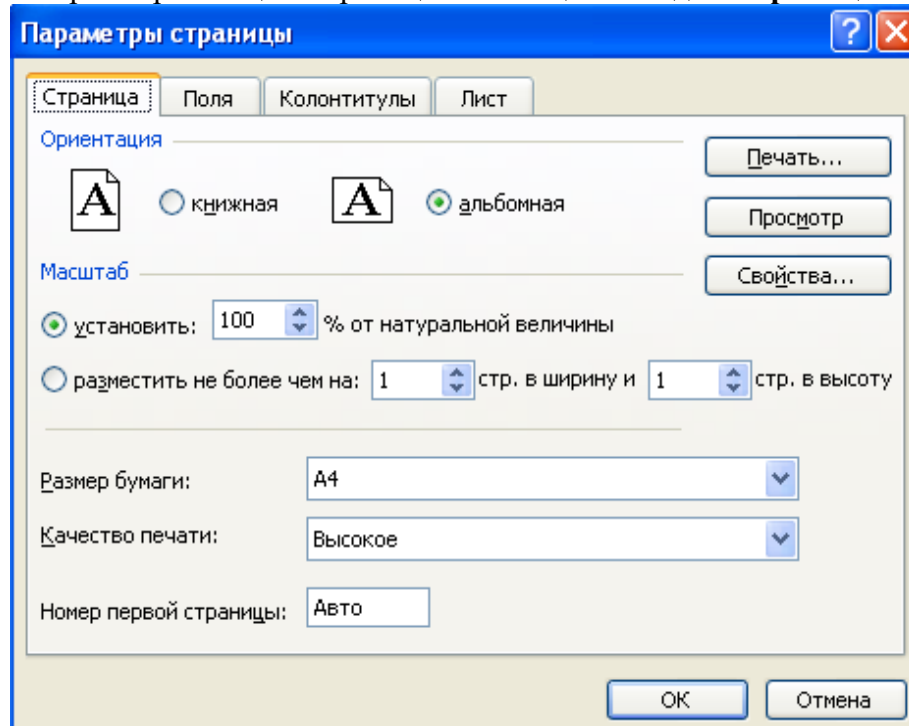 Параметры страницы
Страница Поля Колонтитулы Лист
Ориентация
A книжная A альбомная
Печать...
Просмотр
Масштаб
Свойства...
установить: 100 % от натуральной величины
разместить не более чем на: 1 стр. в ширину и 1 стр. в высоту
Размер бумаги: A4
Качество печати: Высокое
Номер первой страницы: Авто
ОК Отмена